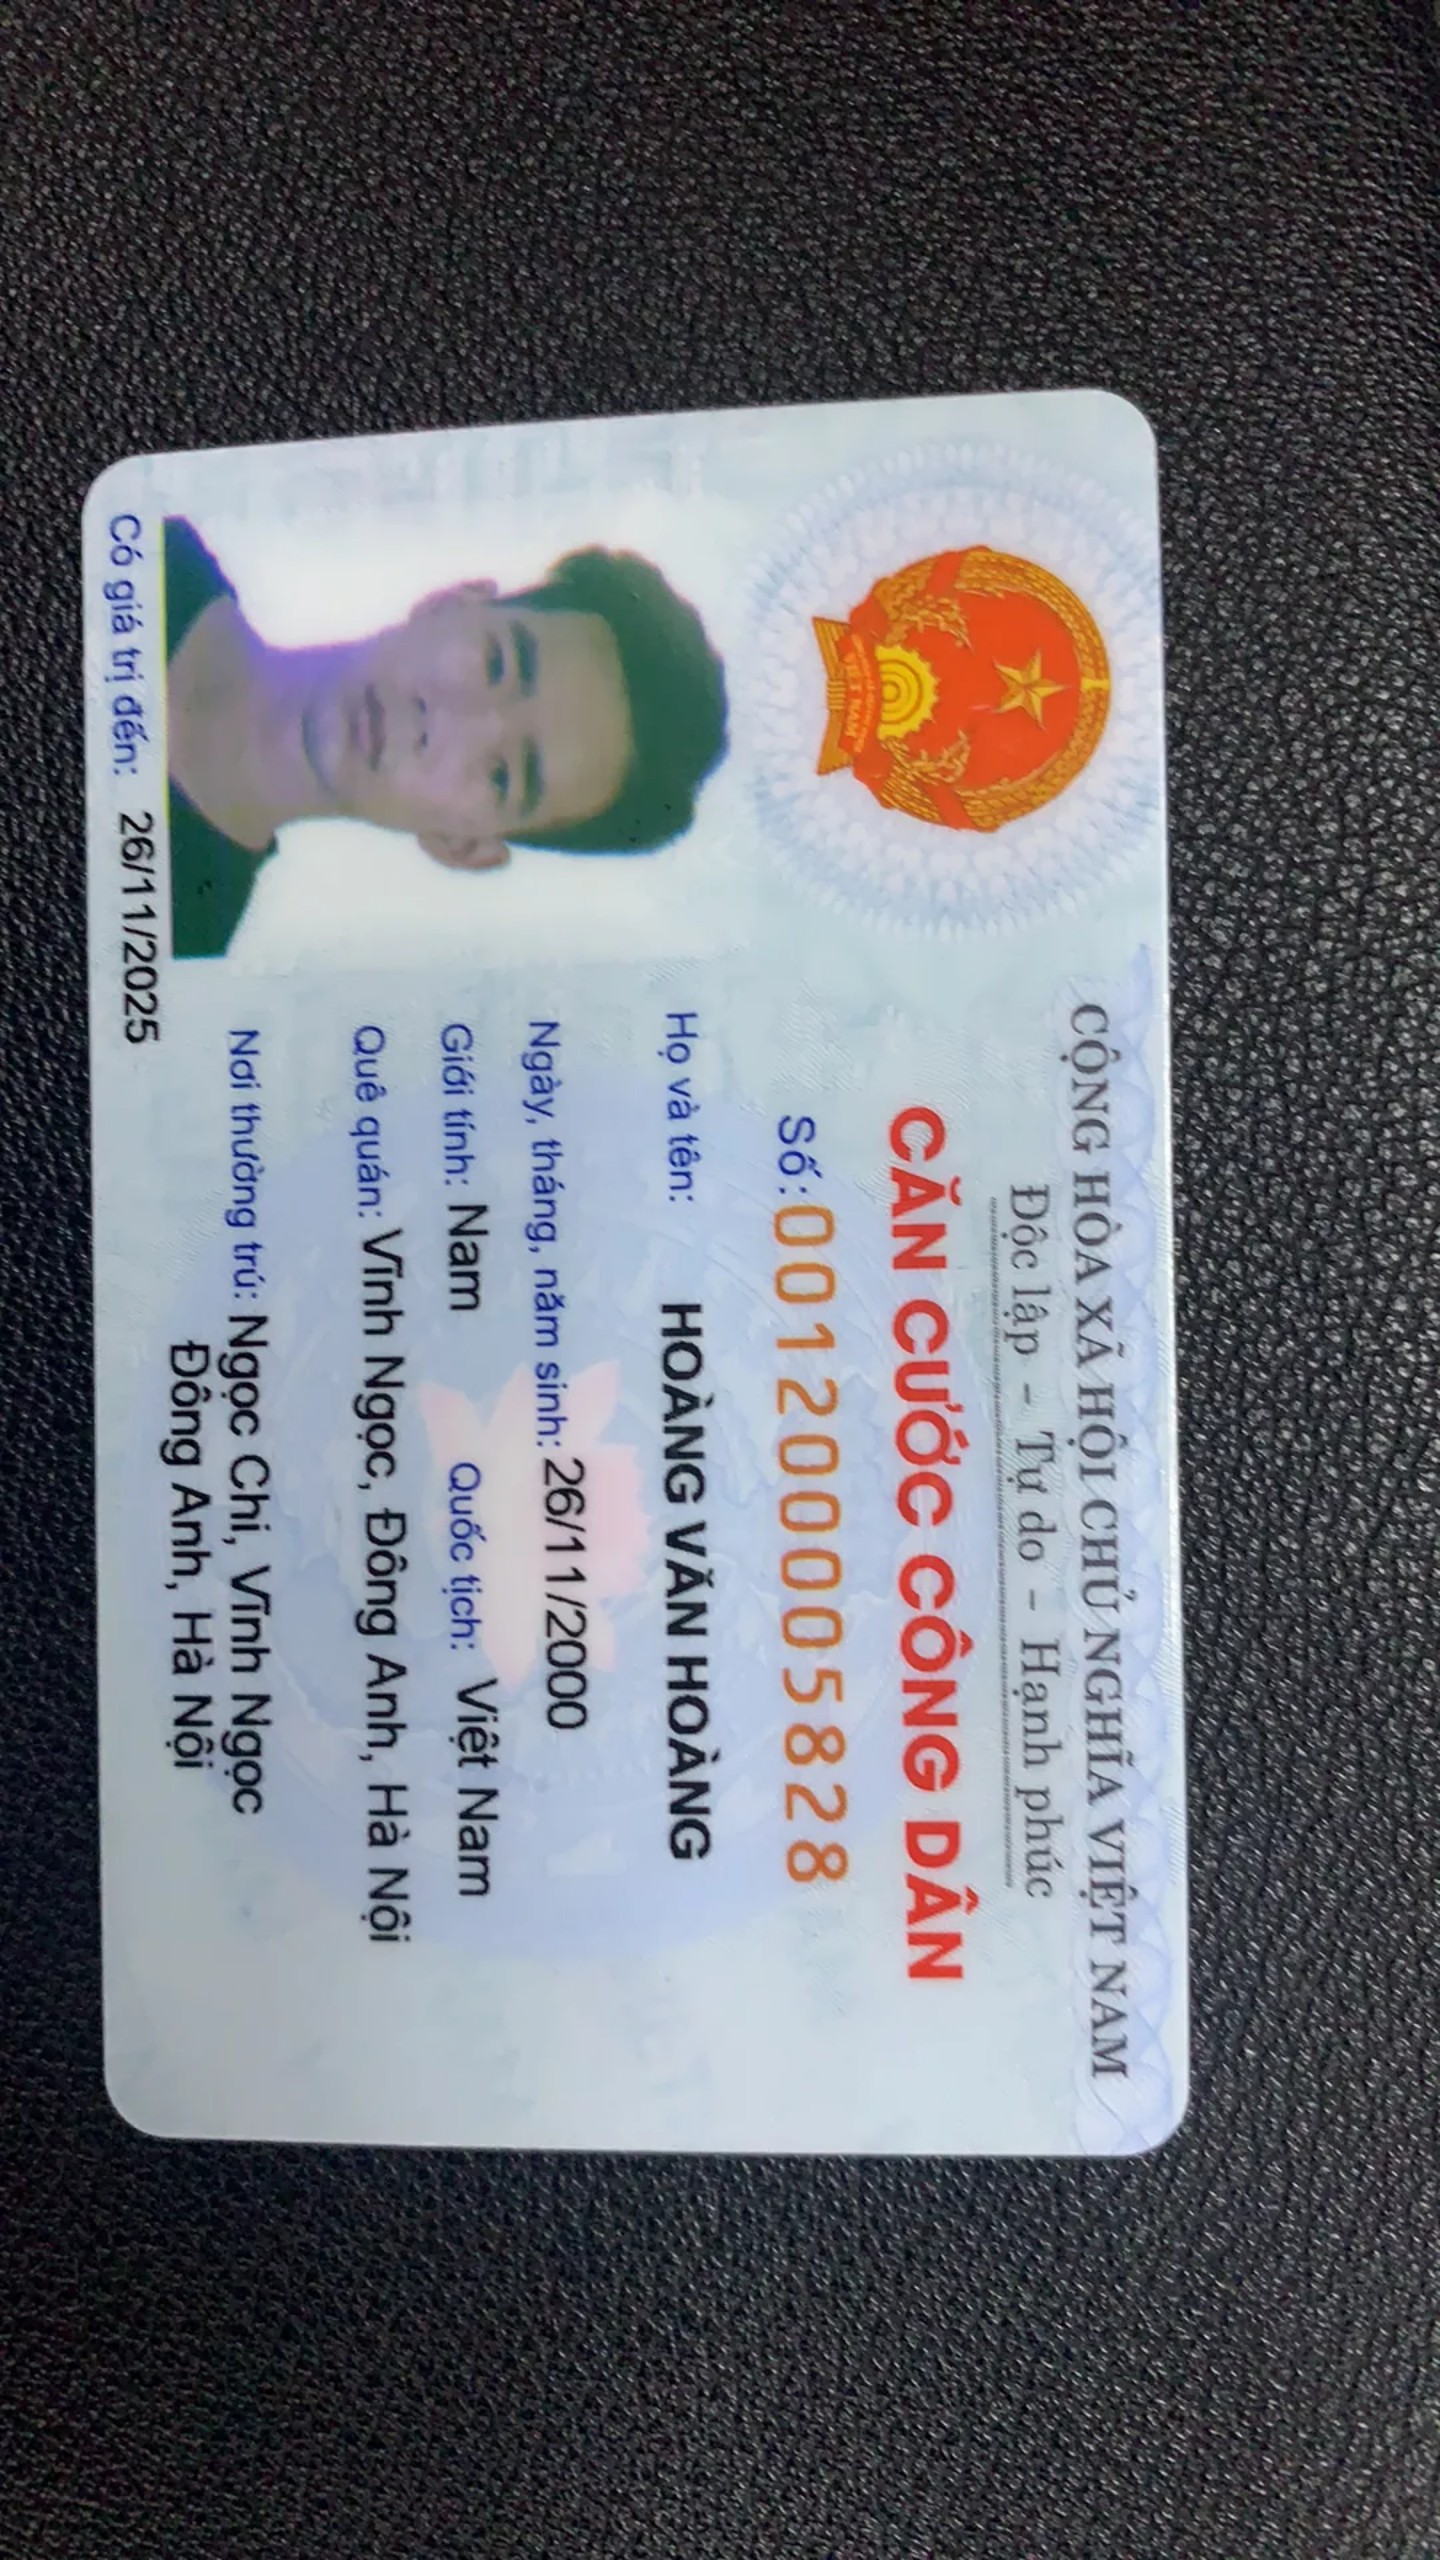 CỘNG HÒA XÃ HỘI CHỦ NGHĨA VIỆT NAM
Độc lập - Tự do - Hạnh phúc
CĂN CƯỚC CÔNG DÂN
Số: 001200005828
Họ và tên: HOÀNG VĂN HOÀNG
Ngày, tháng, năm sinh: 26/11/2000
Giới tính: Nam Quốc tịch: Việt Nam
Quê quán: Vĩnh Ngọc, Đông Anh, Hà Nội
Nơi thường trú: Ngọc Chi, Vĩnh Ngọc
Đông Anh, Hà Nội
Có giá trị đến: 26/11/2025
VIỆT NAM